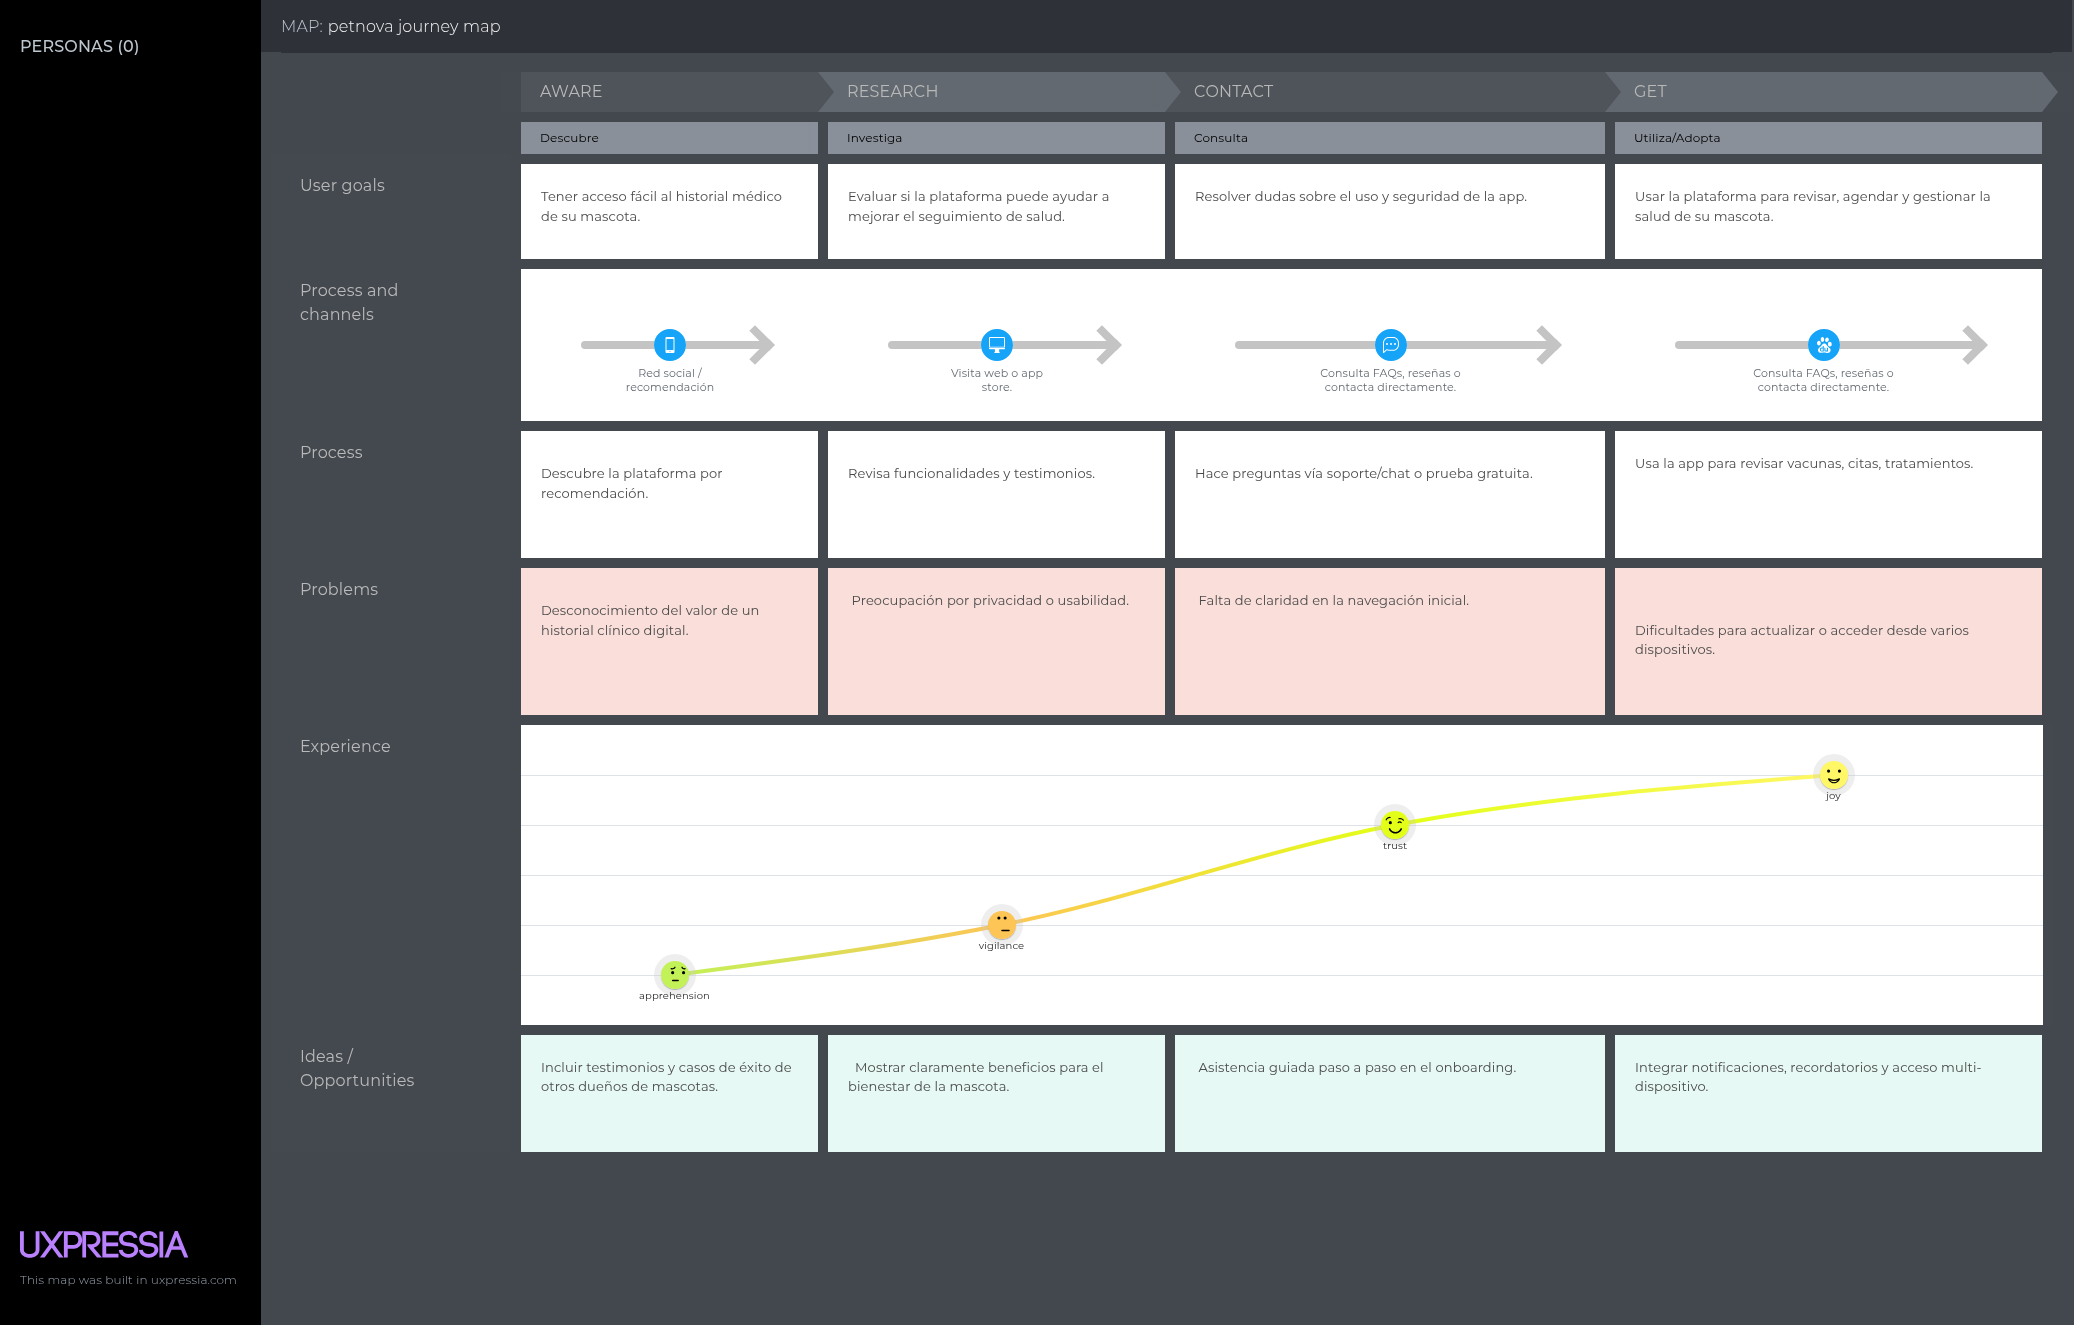 PERSONAS (0)
MAP: petnova journey map
AWARE
RESEARCH
CONTACT
GET
Descubre
Investiga
Consulta
Utiliza/Adopta
User goals
Tener acceso fácil al historial médico
de su mascota.
Evaluar si la plataforma puede ayudar a
mejorar el seguimiento de salud.
Resolver dudas sobre el uso y seguridad de la app.
Usar la plataforma para revisar, agendar y gestionar la
salud de su mascota.
Process and
channels
Red social /
recomendación
Visita web o app
store.
Consulta FAQs, reseñas o
contacta directamente.
Consulta FAQs, reseñas o
contacta directamente.
Process
Descubre la plataforma por
recomendación.
Revisa funcionalidades y testimonios.
Hace preguntas vía soporte/chat o prueba gratuita.
Usa la app para revisar vacunas, citas, tratamientos.
Problems
Desconocimiento del valor de un
historial clínico digital.
Preocupación por privacidad o usabilidad.
Falta de claridad en la navegación inicial.
Dificultades para actualizar o acceder desde varios
dispositivos.
Experience
apprehension
vigilance
trust
joy
Ideas /
Opportunities
Incluir testimonios y casos de éxito de
otros dueños de mascotas.
Mostrar claramente beneficios para el
bienestar de la mascota.
Asistencia guiada paso a paso en el onboarding.
Integrar notificaciones, recordatorios y acceso multi-
dispositivo.
UXPRESSIA
This map was built in uxpressia.com